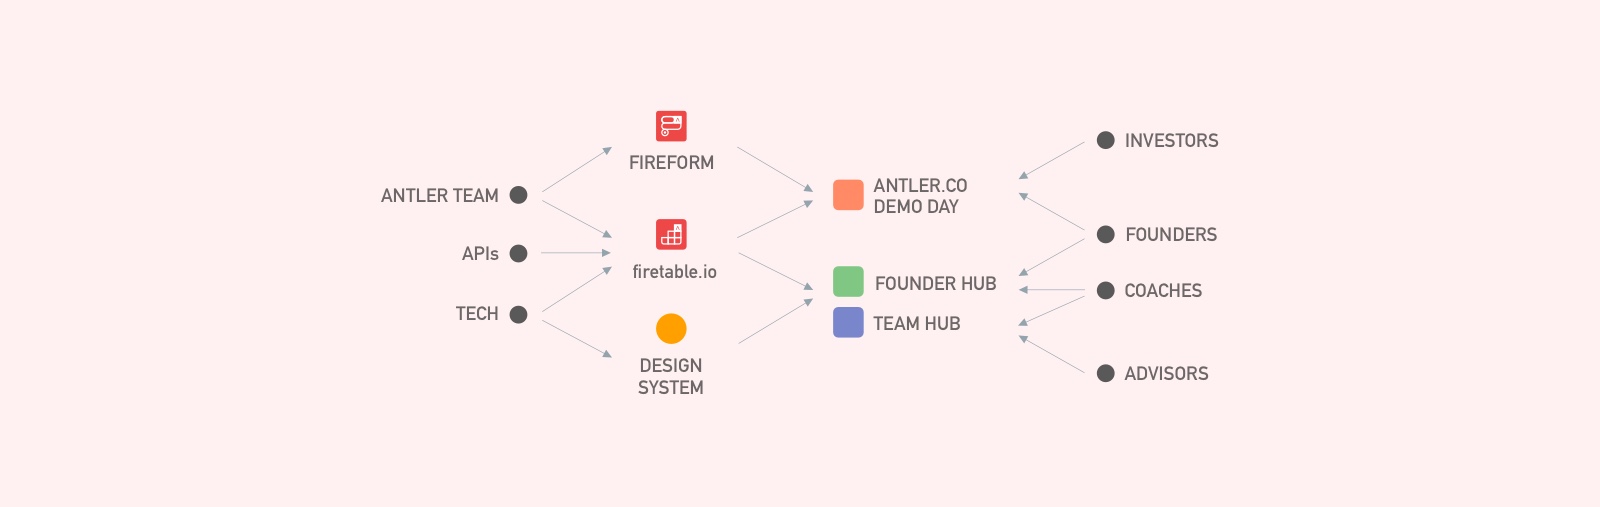 ANTLER TEAM
APIs
TECH
FIREFORM
firetable.io
DESIGN
SYSTEM
ANTLER.CO
DEMO DAY
FOUNDER HUB
TEAM HUB
INVESTORS
FOUNDERS
COACHES
ADVISORS